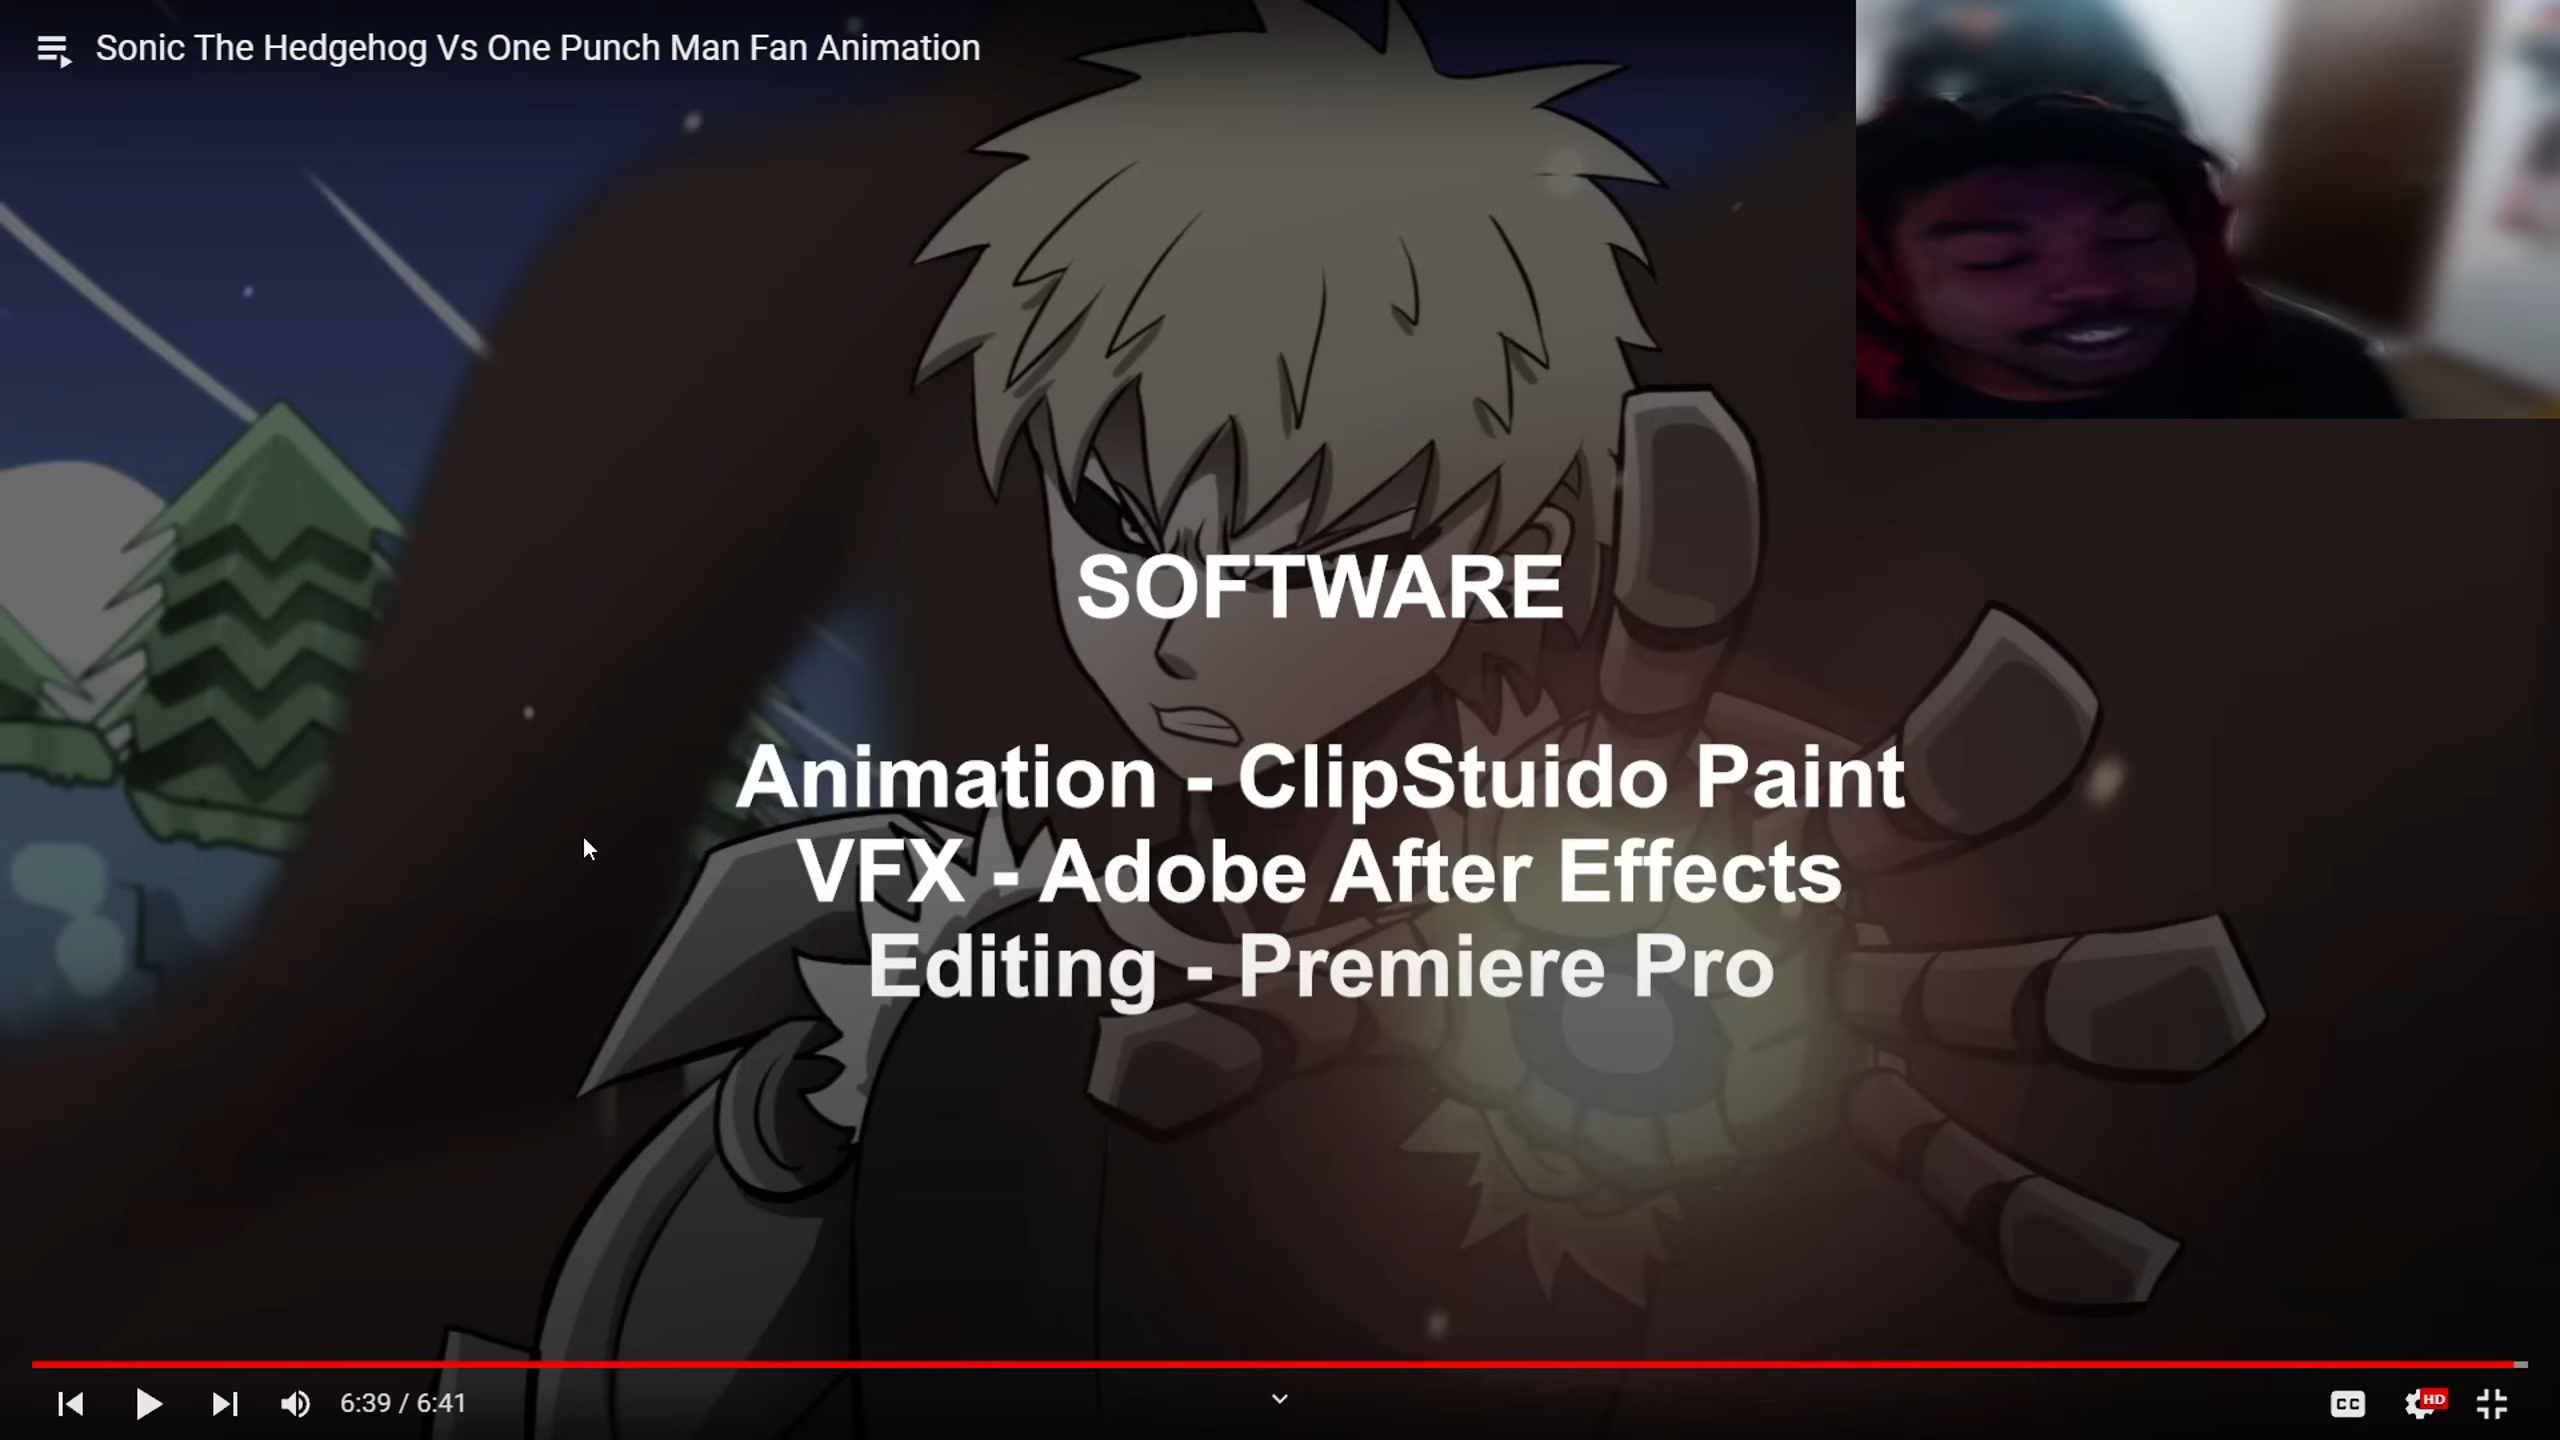 Sonic The Hedgehog Vs One Punch Man Fan Animation
SOFTWARE
Animation - ClipStuido Paint
VFX - Adobe After Effects
Editing - Premiere Pro
6:39 / 6:41
CC
HD